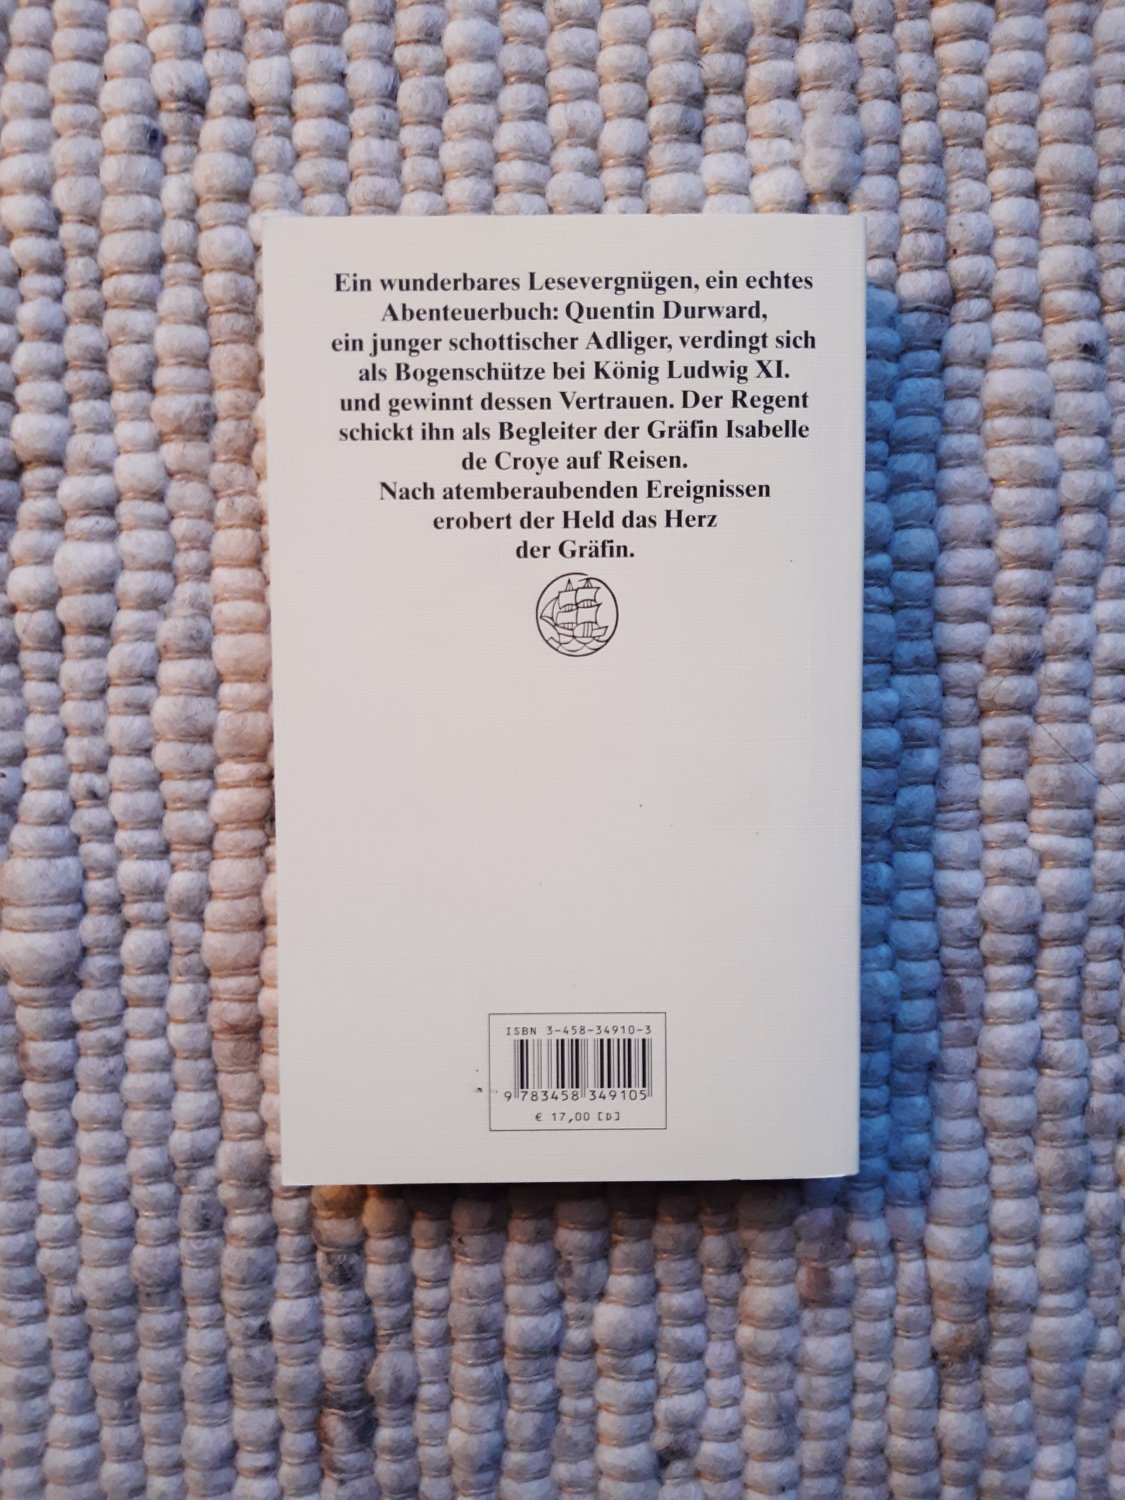 Ein wunderbares Lesevergnügen, ein echtes
Abenteuerbuch: Quentin Durward,
ein junger schottischer Adliger, verdingt sich
als Bogenschütze bei König Ludwig XI.
und gewinnt dessen Vertrauen. Der Regent
schickt ihn als Begleiter der Gräfin Isabelle
de Croye auf Reisen.
Nach atemberaubenden Ereignissen
erobert der Held das Herz
der Gräfin.
ISBN 3-458-34910-3
9 783458 349105
€ 17,00 [D]